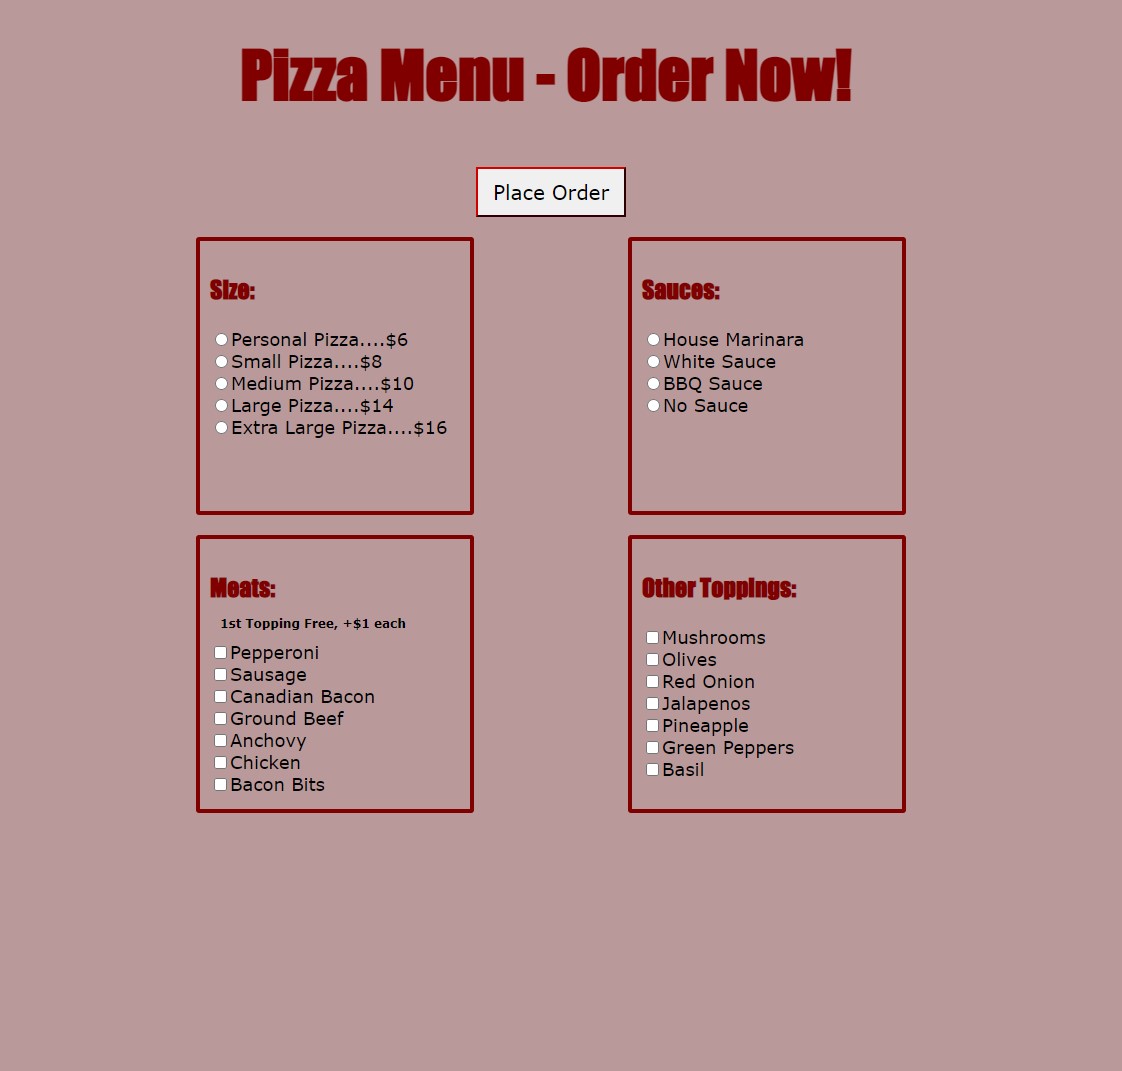 Pizza Menu - Order Now!
Place Order
Size:
Personal Pizza....$6
Small Pizza....$8
Medium Pizza....$10
Large Pizza....$14
Extra Large Pizza....$16
Sauces:
House Marinara
White Sauce
BBQ Sauce
No Sauce
Meats:
1st Topping Free, +$1 each
Pepperoni
Sausage
Canadian Bacon
Ground Beef
Anchovy
Chicken
Bacon Bits
Other Toppings:
Mushrooms
Olives
Red Onion
Jalapenos
Pineapple
Green Peppers
Basil